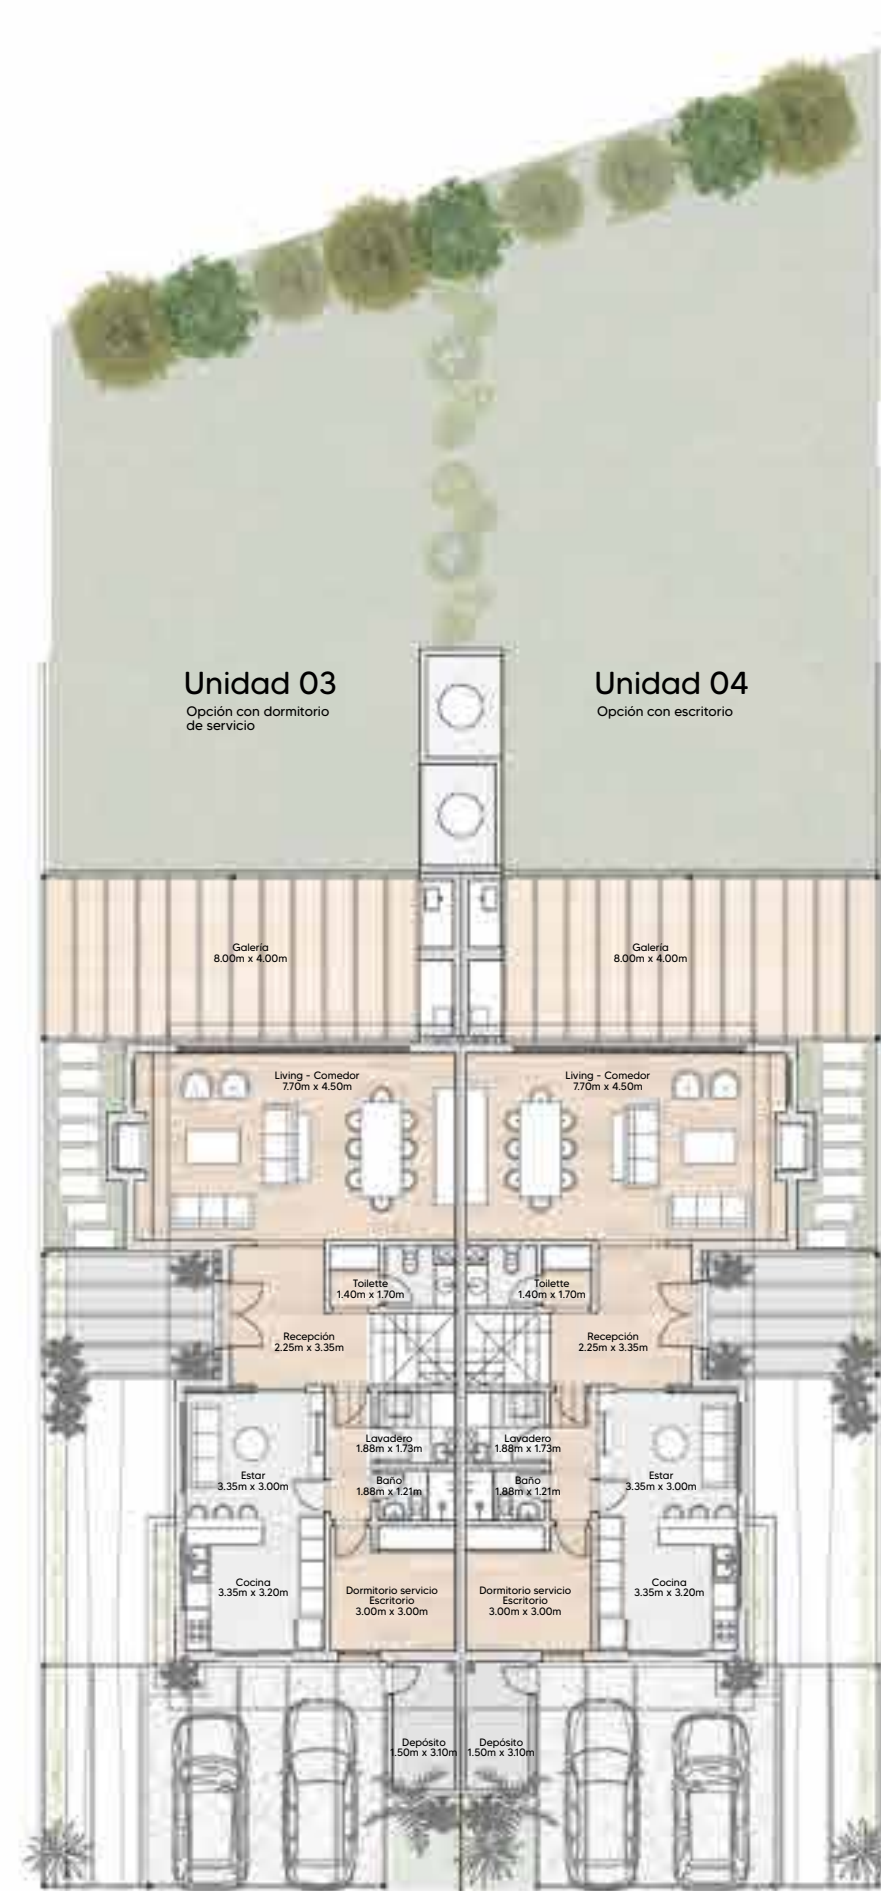 Unidad 03
Opción con dormitorio
de servicio
Unidad 04
Opción con escritorio
Galería
8.00m x 4.00m
Galería
8.00m x 4.00m
Living - Comedor
7.70m x 4.50m
Living - Comedor
7.70m x 4.50m
Toilette
1.40m x 1.70m
Toilette
1.40m x 1.70m
Recepción
2.25m x 3.35m
Recepción
2.25m x 3.35m
Lavadero
1.88m x 1.73m
Lavadero
1.88m x 1.73m
Estar
3.35m x 3.00m
Baño
1.88m x 1.21m
Baño
1.88m x 1.21m
Estar
3.35m x 3.00m
Cocina
3.35m x 3.20m
Dormitorio servicio
Escritorio
3.00m x 3.00m
Dormitorio servicio
Escritorio
3.00m x 3.00m
Cocina
3.35m x 3.20m
Depósito
1.50m x 3.10m
Depósito
1.50m x 3.10m